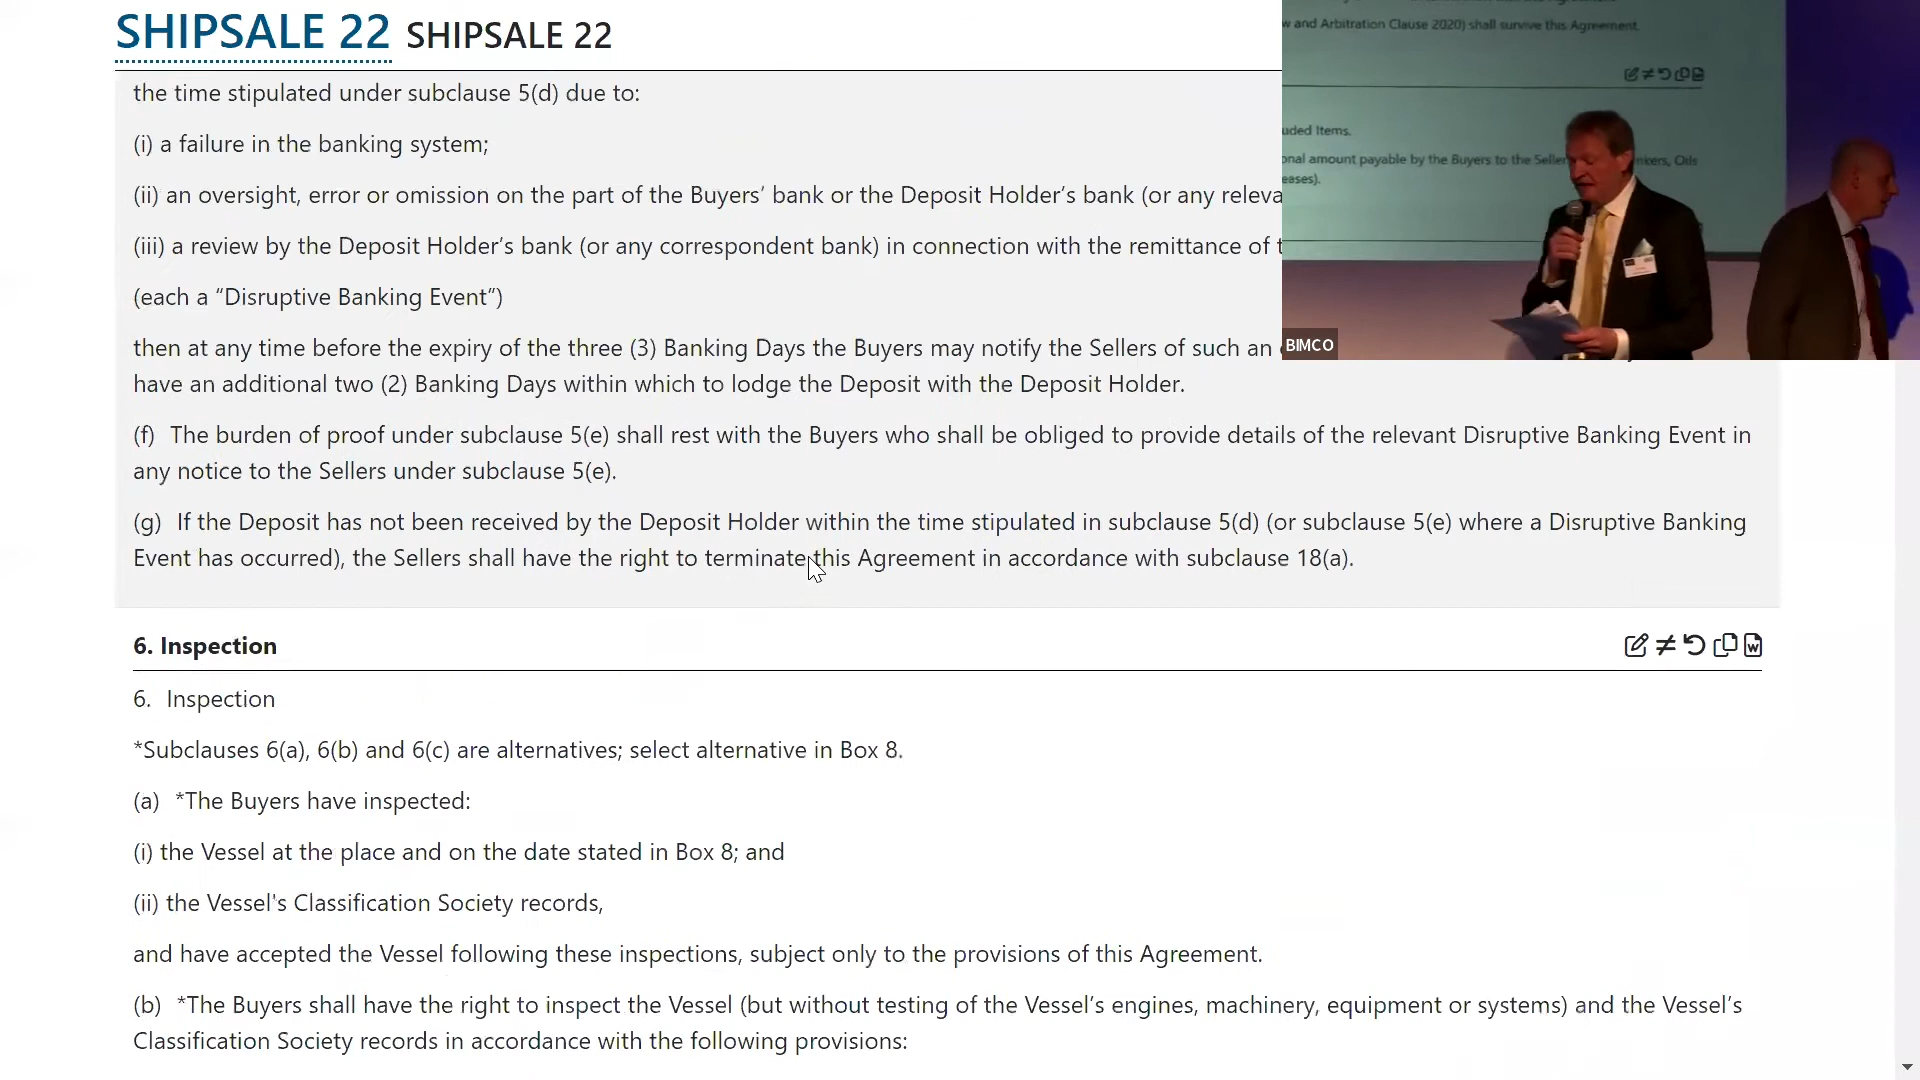 SHIPSALE 22 SHIPSALE 22
the time stipulated under subclause 5(d) due to:
(i) a failure in the banking system;
(ii) an oversight, error or omission on the part of the Buyers’ bank or the Deposit Holder’s bank (or any
(iii) a review by the Deposit Holder’s bank (or any correspondent bank) in connection with the remittance of
(each a “Disruptive Banking Event”)
then at any time before the expiry of the three (3) Banking Days the Buyers may notify the Sellers of such an
have an additional two (2) Banking Days within which to lodge the Deposit with the Deposit Holder.
(f) The burden of proof under subclause 5(e) shall rest with the Buyers who shall be obliged to provide details of the relevant Disruptive Banking Event in
any notice to the Sellers under subclause 5(e).
(g) If the Deposit has not been received by the Deposit Holder within the time stipulated in subclause 5(d) (or subclause 5(e) where a Disruptive Banking
Event has occurred), the Sellers shall have the right to terminate this Agreement in accordance with subclause 18(a).
6. Inspection
6. Inspection
*Subclauses 6(a), 6(b) and 6(c) are alternatives; select alternative in Box 8.
(a) *The Buyers have inspected:
(i) the Vessel at the place and on the date stated in Box 8; and
(ii) the Vessel's Classification Society records,
and have accepted the Vessel following these inspections, subject only to the provisions of this Agreement.
(b) *The Buyers shall have the right to inspect the Vessel (but without testing of the Vessel’s engines, machinery, equipment or systems) and the Vessel’s
Classification Society records in accordance with the following provisions:
and Arbitration Clause 2020) shall survive this Agreement.
Items.
amount payable by the Buyers to the Oils
BIMCO